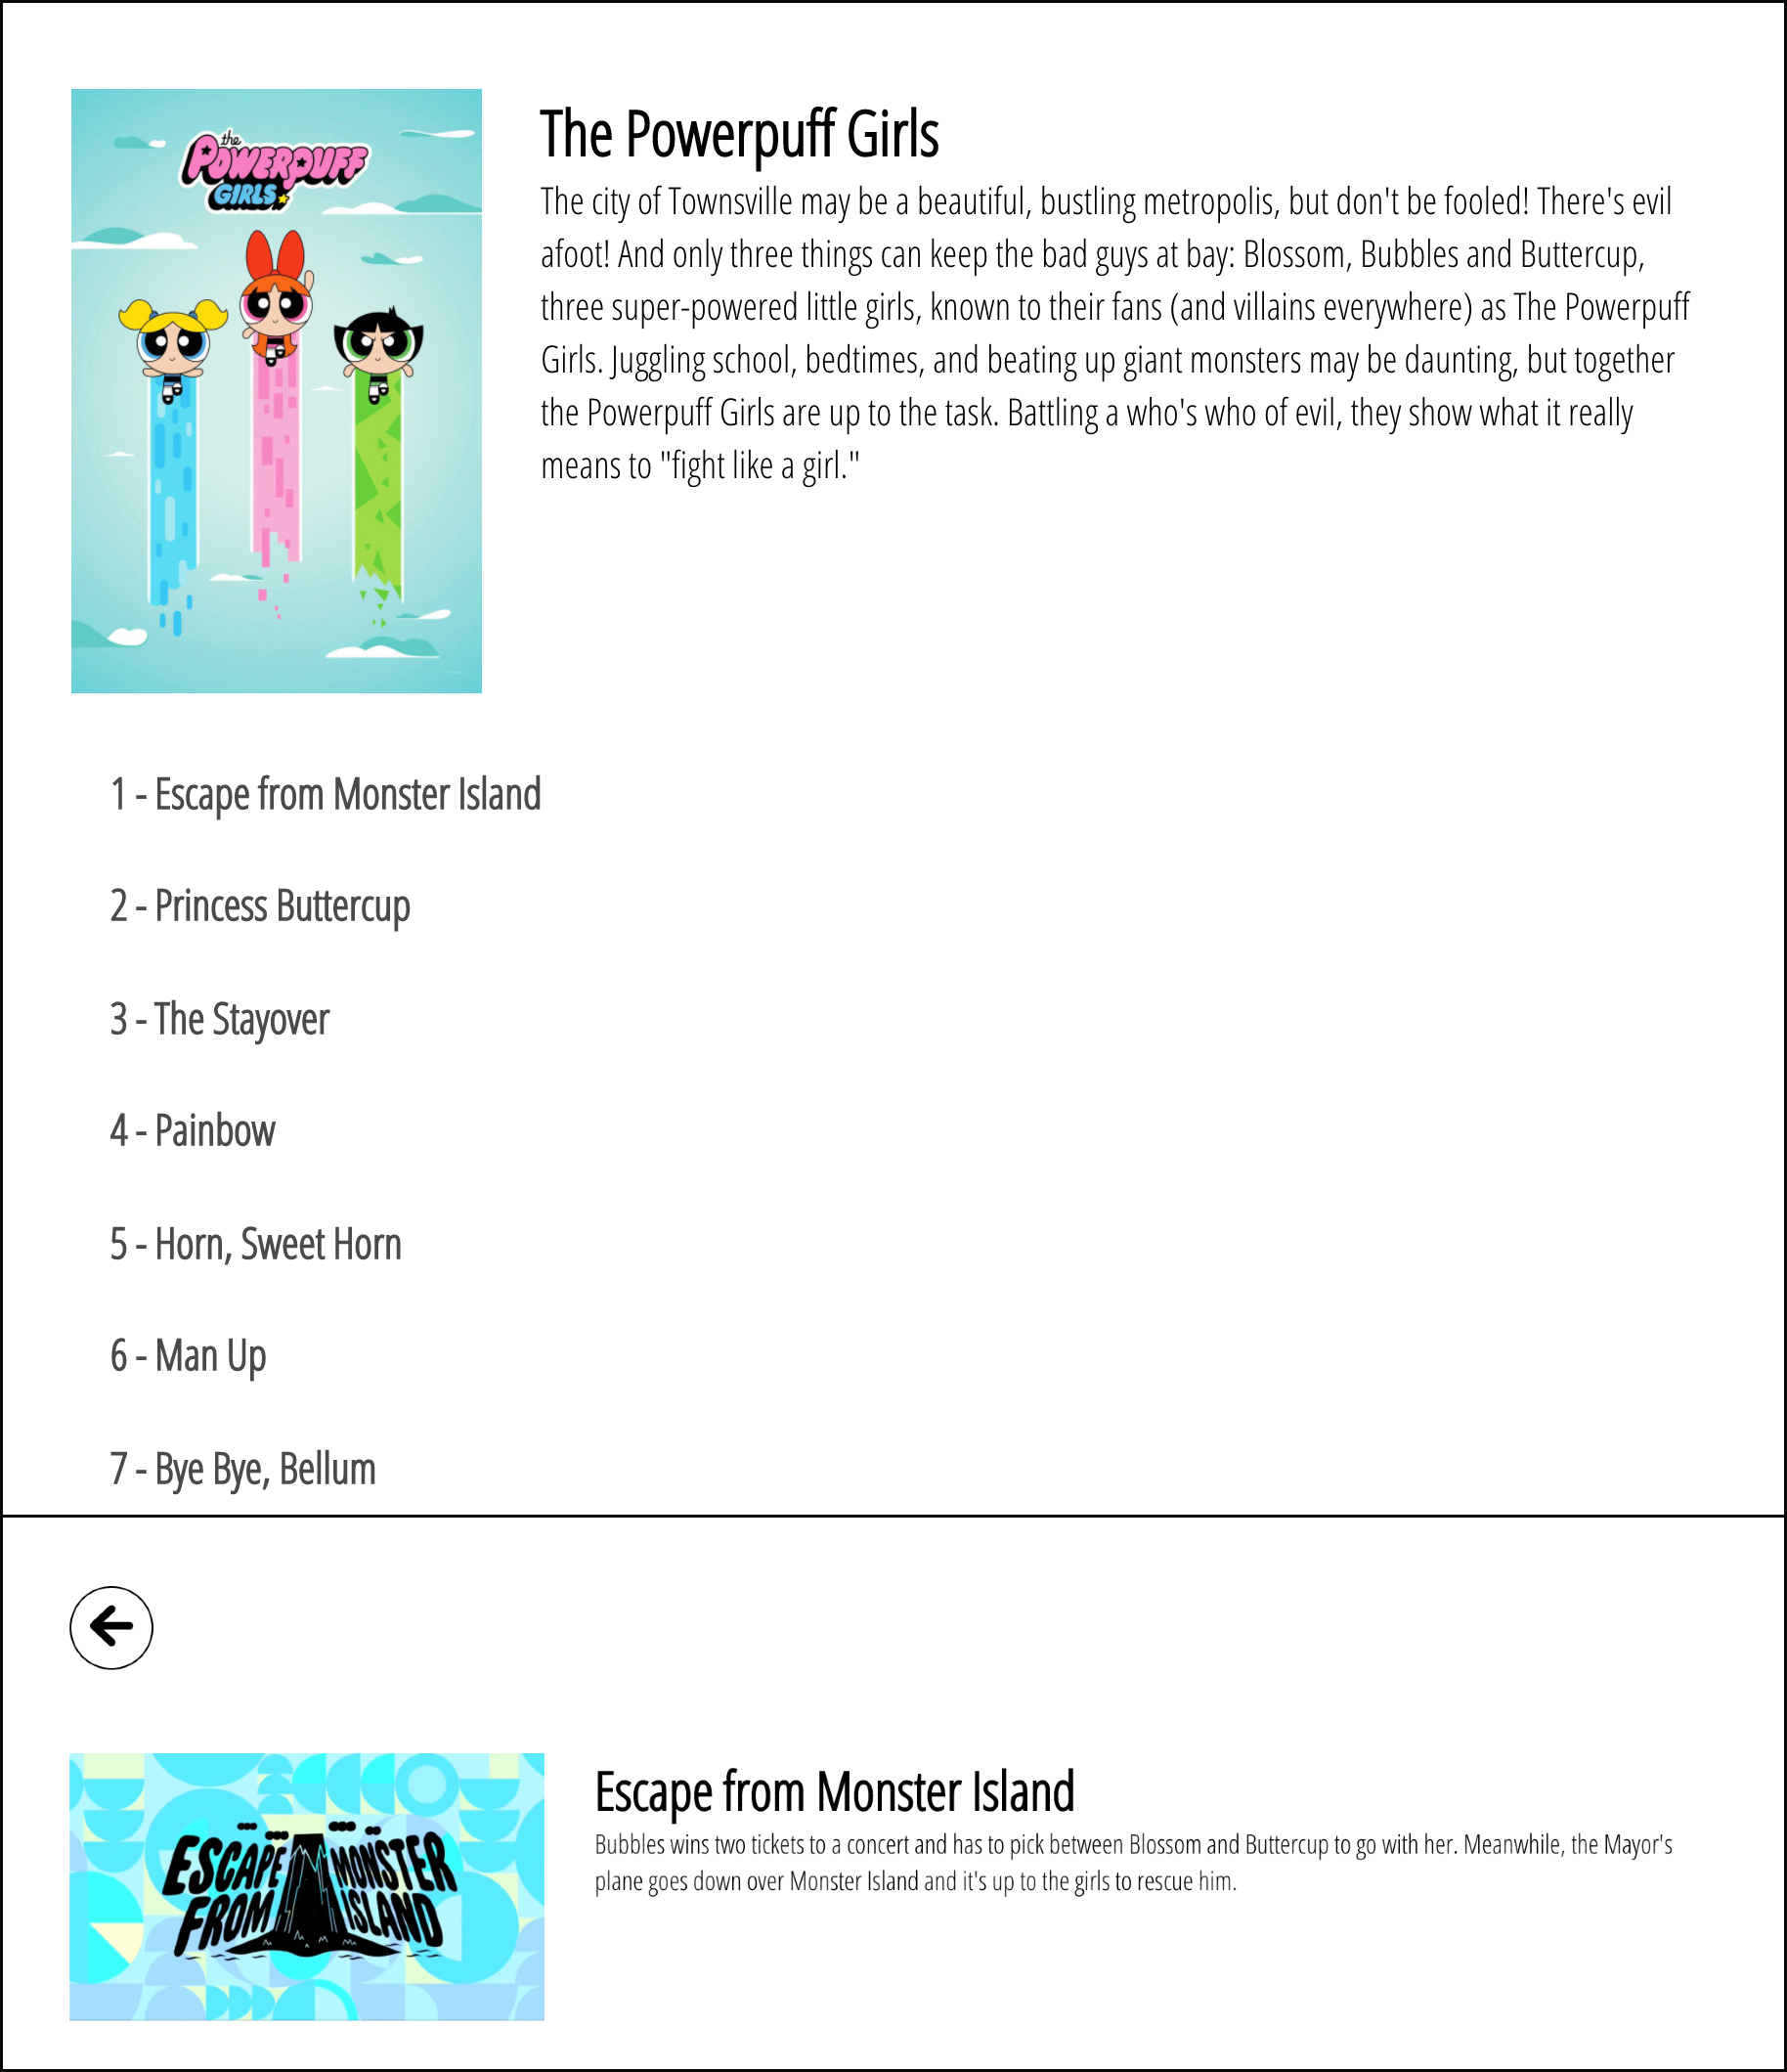 the
POWERPUFF
GIRLS
The Powerpuff Girls
The city of Townsville may be a beautiful, bustling metropolis, but don't be fooled! There's evil
afoot! And only three things can keep the bad guys at bay: Blossom, Bubbles and Buttercup,
three super-powered little girls, known to their fans (and villains everywhere) as The Powerpuff
Girls. Juggling school, bedtimes, and beating up giant monsters may be daunting, but together
the Powerpuff Girls are up to the task. Battling a who's who of evil, they show what it really
means to "fight like a girl."
1 - Escape from Monster Island
2 - Princess Buttercup
3 - The Stayover
4 - Painbow
5 - Horn, Sweet Horn
6 - Man Up
7 - Bye Bye, Bellum
ESCAPE MONSTER
FROM ISLAND
Escape from Monster Island
Bubbles wins two tickets to a concert and has to pick between Blossom and Buttercup to go with her. Meanwhile, the Mayor's
plane goes down over Monster Island and it's up to the girls to rescue him.